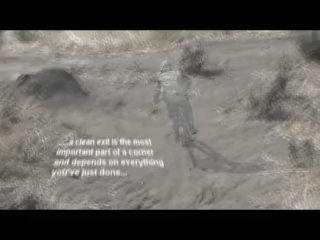 ....a clean exit is the most
important part of a corner
and depends on everything
you've just done...